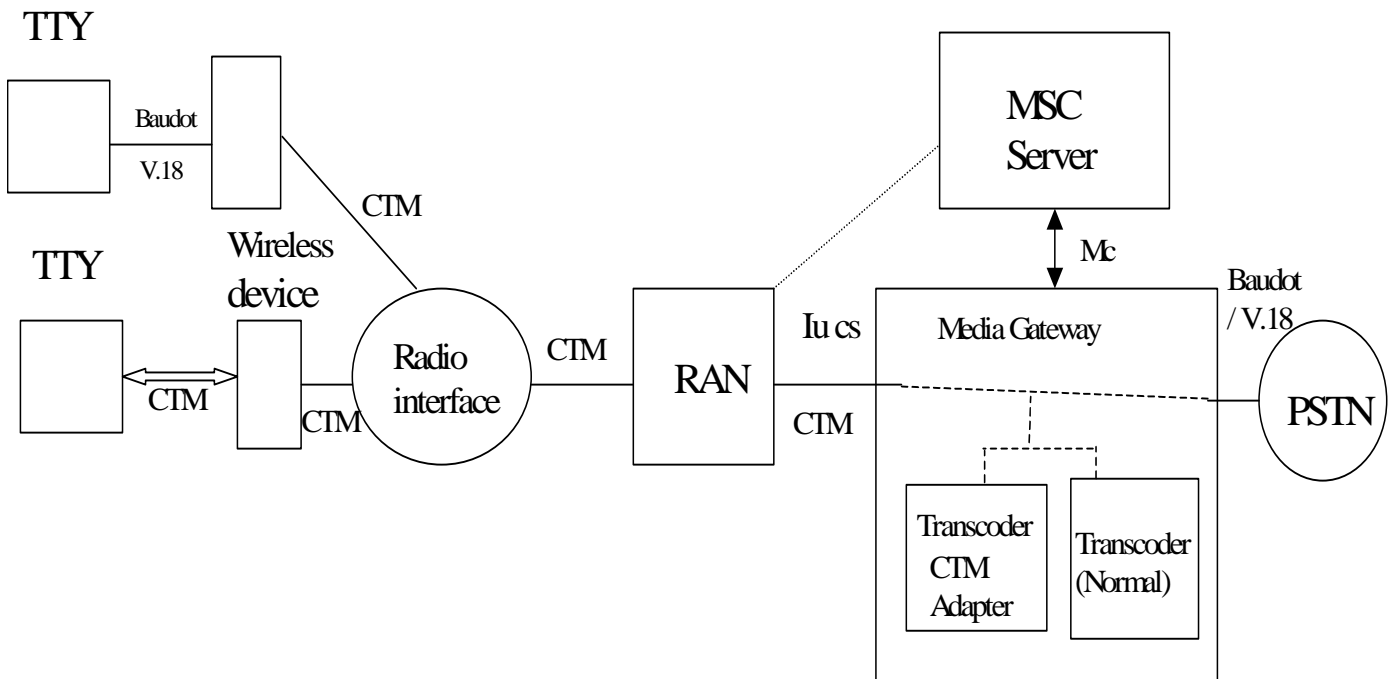 TTY
Baudot
V.18
CTM
MSC
Server
Mc
TTY
Wireless
device
CTM
CTM
Radio
interface
CTM
RAN
Iu cs
CTM
Media Gateway
Baudot
/ V.18
PSTN
Transcoder
CTM
Adapter
Transcoder
(Normal)